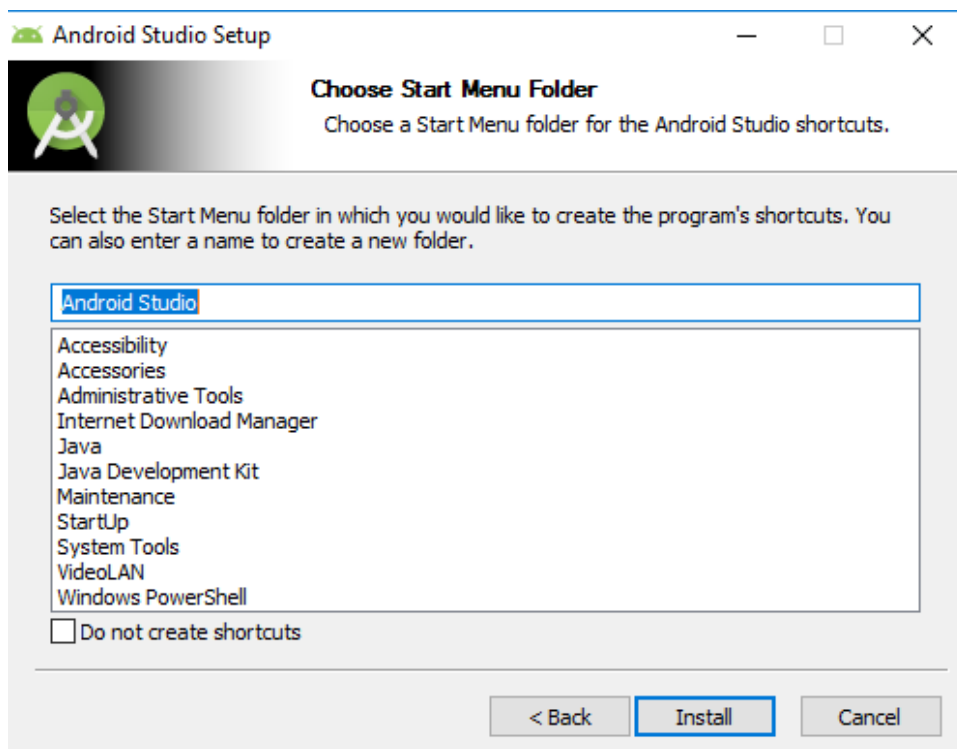 Android Studio Setup
Choose Start Menu Folder
Choose a Start Menu folder for the Android Studio shortcuts.
Select the Start Menu folder in which you would like to create the program's shortcuts. You
can also enter a name to create a new folder.
Android Studio
Accessibility
Accessories
Administrative Tools
Internet Download Manager
Java
Java Development Kit
Maintenance
StartUp
System Tools
VideoLAN
Windows PowerShell
Do not create shortcuts
< Back Install Cancel